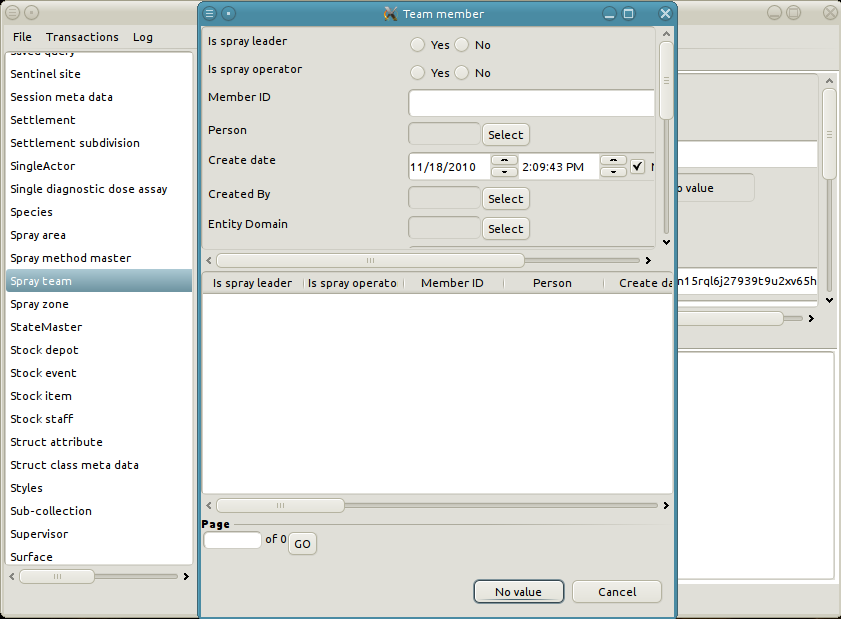 Team member
File Transactions Log
Saved query
Sentinel site
Session meta data
Settlement
Settlement subdivision
SingleActor
Single diagnostic dose assay
Species
Spray area
Spray method master
Spray team
Spray zone
StateMaster
Stock depot
Stock event
Stock item
Stock staff
Struct attribute
Struct class meta data
Styles
Sub-collection
Supervisor
Surface
Is spray leader Yes No
Is spray operator Yes No
Member ID
Person Select
Create date 11/18/2010 2:09:43 PM
Created By Select
Entity Domain Select
Is spray leader Is spray operato Member ID Person Create da
Page
of 0 GO
No value Cancel
o value
n15rql6j27939t9u2xv65h